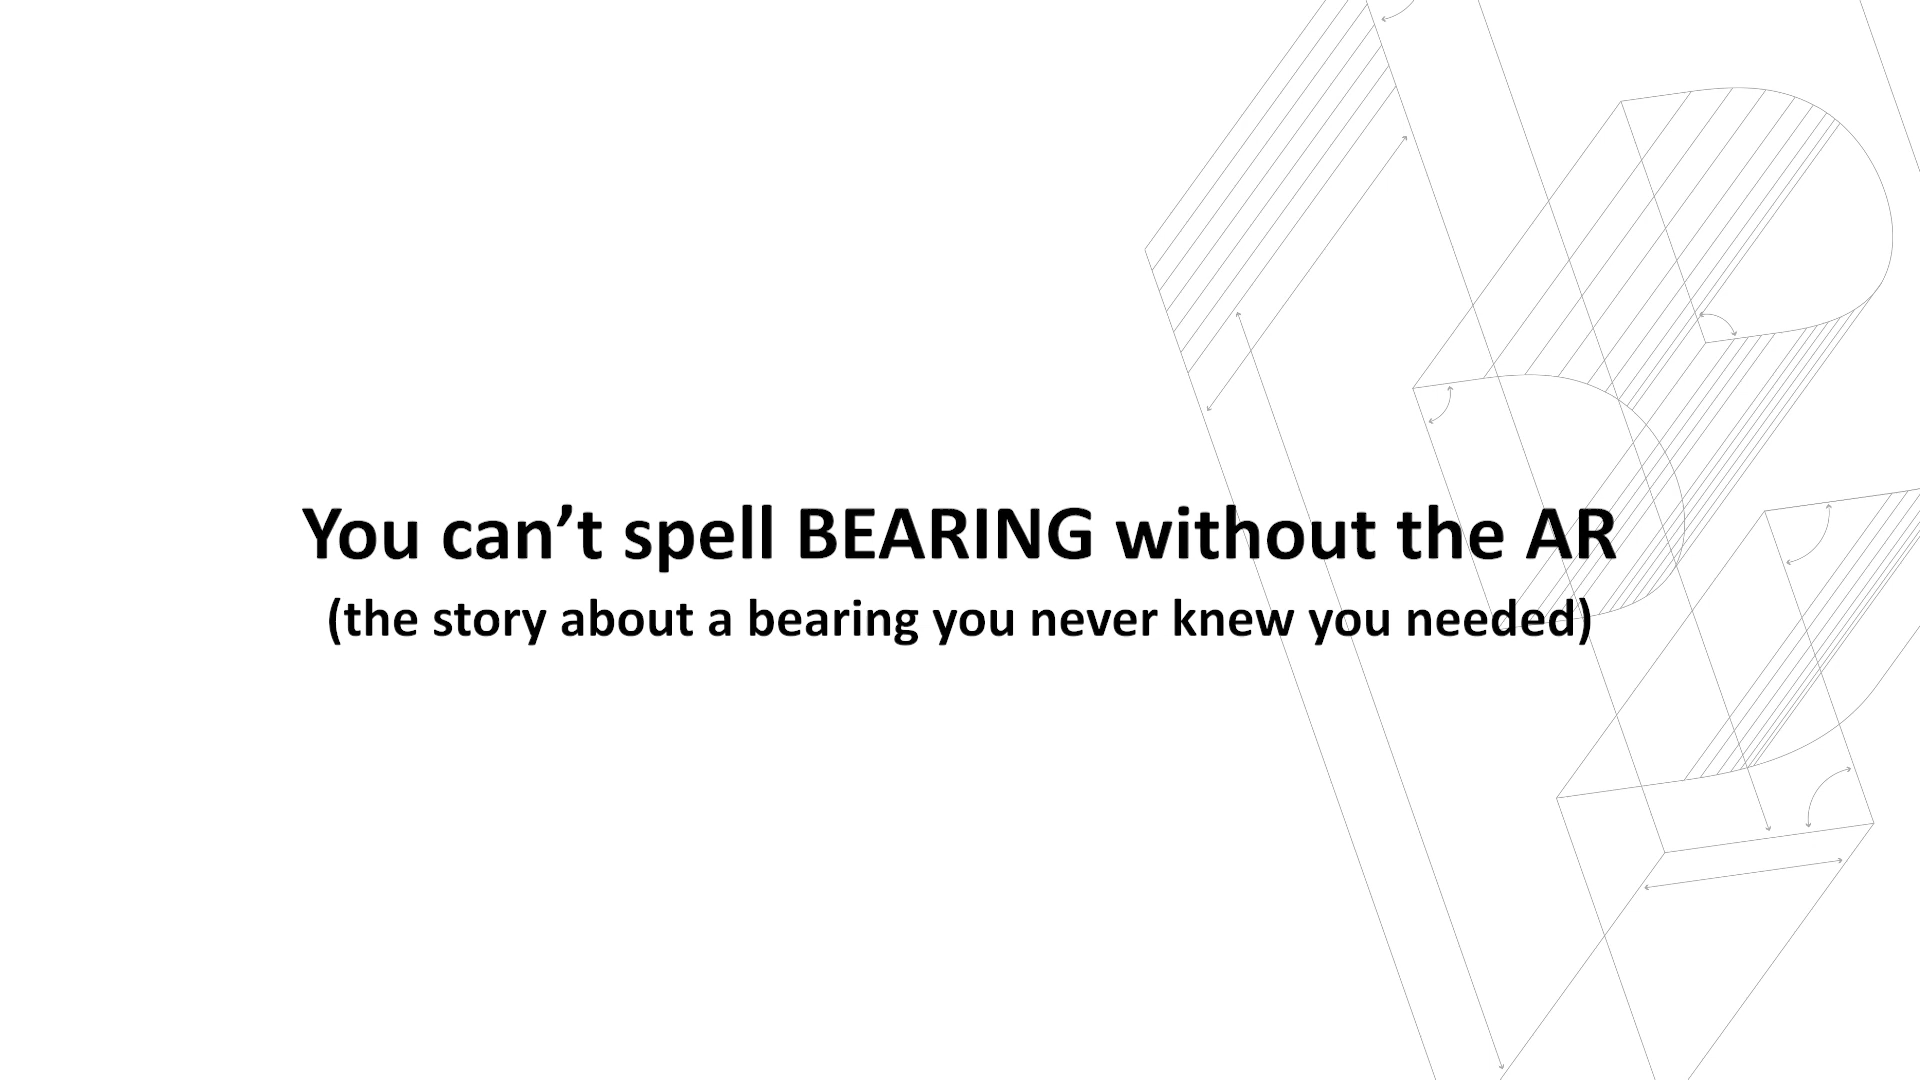 You can’t spell BEARING without the AR
(the story about a bearing you never knew you needed)